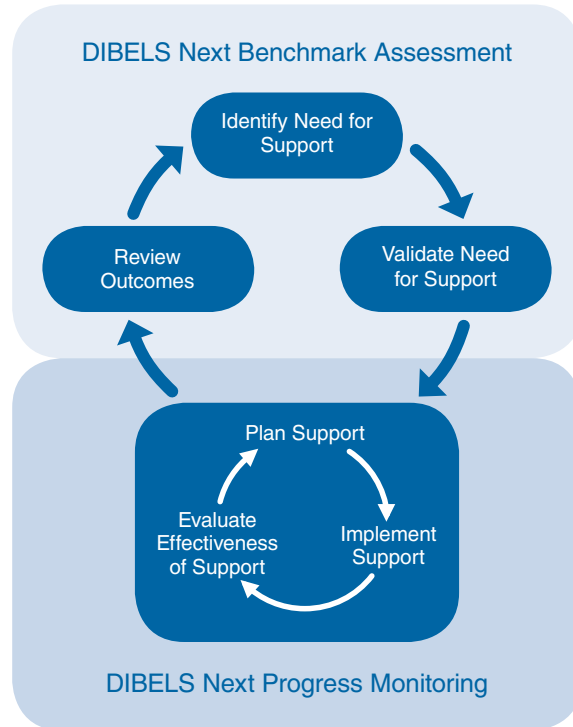 DIBELS Next Benchmark Assessment
Identify Need for
Support
Review
Outcomes
Validate Need
for Support
Plan Support
Evaluate
Effectiveness
of Support
Implement
Support
DIBELS Next Progress Monitoring